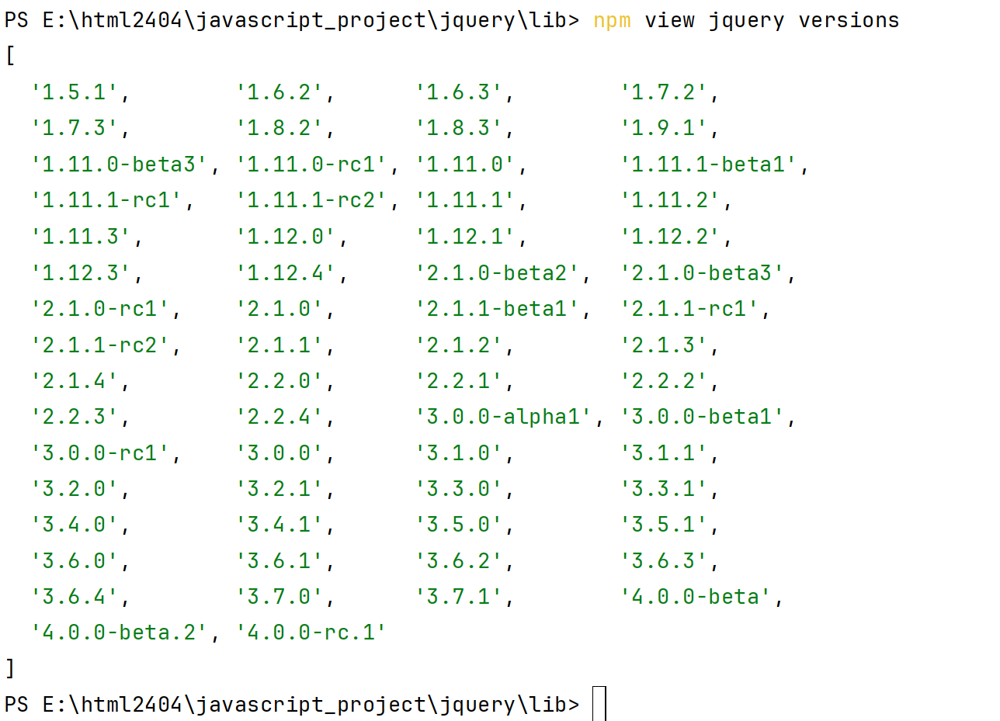 PS E:\html2404\javascript_project\jquery\lib> npm view jquery versions
[
  '1.5.1',        '1.6.2',      '1.6.3',        '1.7.2',
  '1.7.3',        '1.8.2',      '1.8.3',        '1.9.1',
  '1.11.0-beta3', '1.11.0-rc1', '1.11.0',       '1.11.1-beta1',
  '1.11.1-rc1',   '1.11.1-rc2', '1.11.1',       '1.11.2',
  '1.11.3',       '1.12.0',     '1.12.1',       '1.12.2',
  '1.12.3',       '1.12.4',     '2.1.0-beta2',  '2.1.0-beta3',
  '2.1.0-rc1',    '2.1.0',      '2.1.1-beta1',  '2.1.1-rc1',
  '2.1.1-rc2',    '2.1.1',      '2.1.2',        '2.1.3',
  '2.1.4',        '2.2.0',      '2.2.1',        '2.2.2',
  '2.2.3',        '2.2.4',      '3.0.0-alpha1', '3.0.0-beta1',
  '3.0.0-rc1',    '3.0.0',      '3.1.0',        '3.1.1',
  '3.2.0',        '3.2.1',      '3.3.0',        '3.3.1',
  '3.4.0',        '3.4.1',      '3.5.0',        '3.5.1',
  '3.6.0',        '3.6.1',      '3.6.2',        '3.6.3',
  '3.6.4',        '3.7.0',      '3.7.1',        '4.0.0-beta',
  '4.0.0-beta.2', '4.0.0-rc.1'
]
PS E:\html2404\javascript_project\jquery\lib>